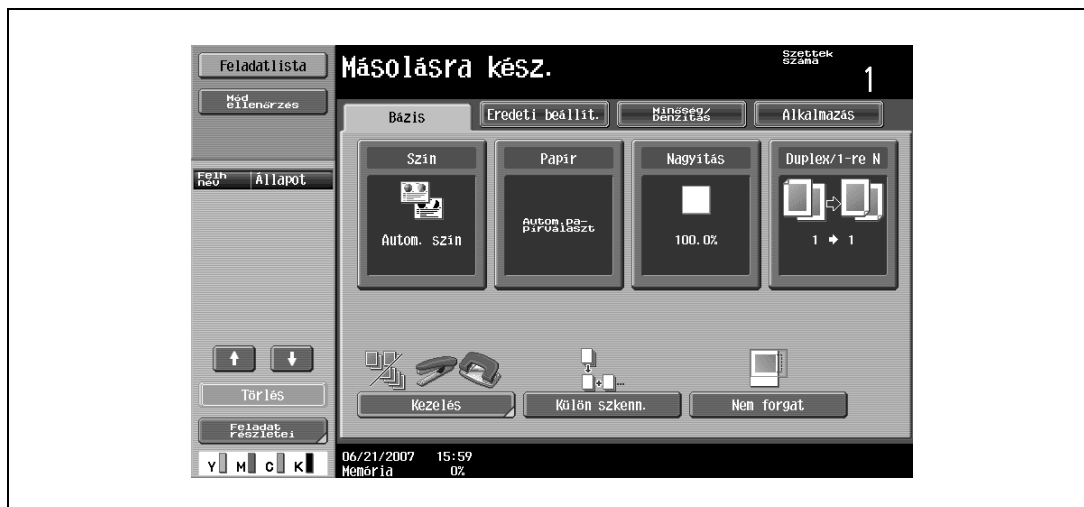 Feladatlista
Mód
ellenőrzés
Felh
név
Állapot
Törlés
Feladat
részletei
Y M C K
Másolásra kész.
Szettek
száma
1
Bázis
Eredeti beállít.
Minőség/
Denzitás
Alkalmazás
Szín
Autom. szín
Papír
Autom.pa-
pírválaszt
Nagyítás
100.0%
Duplex/1-re N
1 → 1
Kezelés
Külön szkenn.
Nem forgat
06/21/2007 15:59
Memória 0%